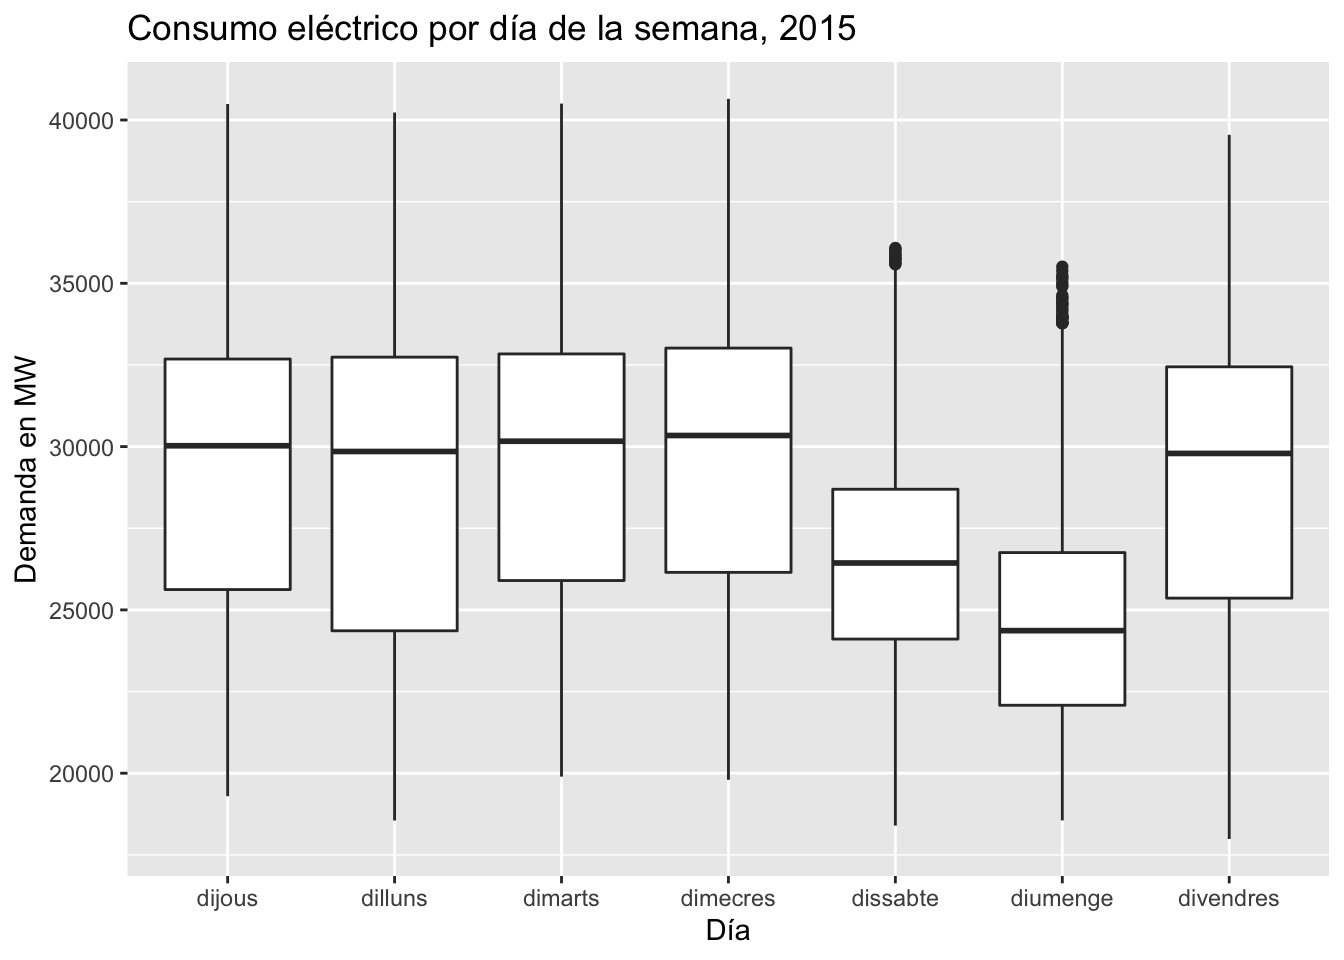 Consumo eléctrico por día de la semana, 2015
Demanda en MW
40000
35000
30000
25000
20000
dijous dilluns dimarts dimecres dissabte diumenge divendres
Día